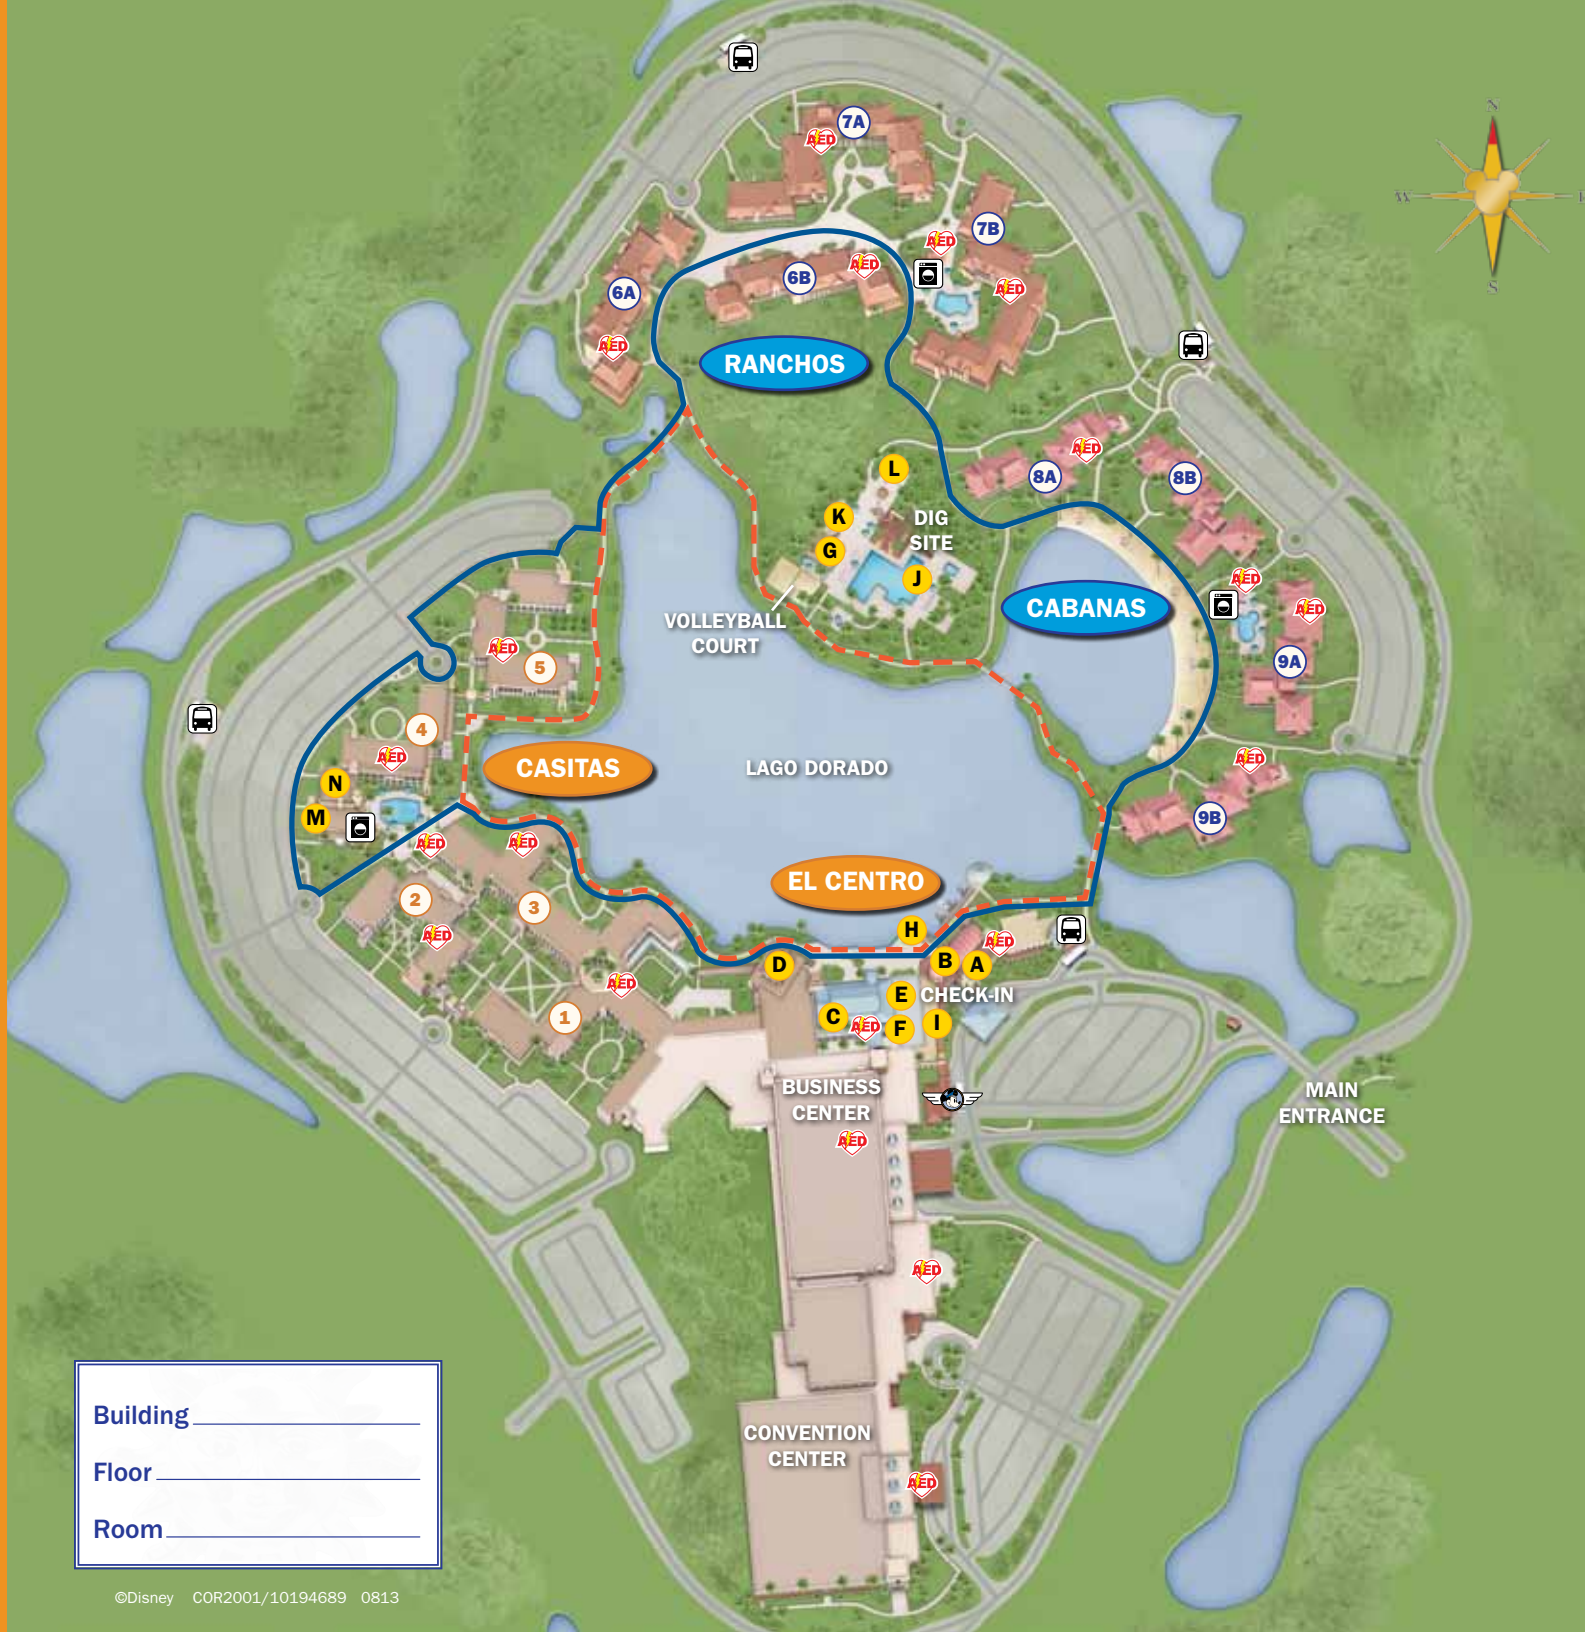 N
W
S
7A
AED
7B
AED
6B
AED
6A
AED
AED
RANCHOS
L
8A
AED
8B
K
DIG
SITE
G
J
AED
CABANAS
AED
VOLLEYBALL
COURT
AED
5
9A
4
AED
CASITAS
LAGO DORADO
AED
N
M
9B
AED
AED
EL CENTRO
2
3
AED
H
AED
D
B
A
AED
E
CHECK-IN
1
C
AED
F
I
BUSINESS
CENTER
MAIN
ENTRANCE
AED
AED
CONVENTION
CENTER
AED
Building
Floor
Room
©Disney COR2001/10194689 0813